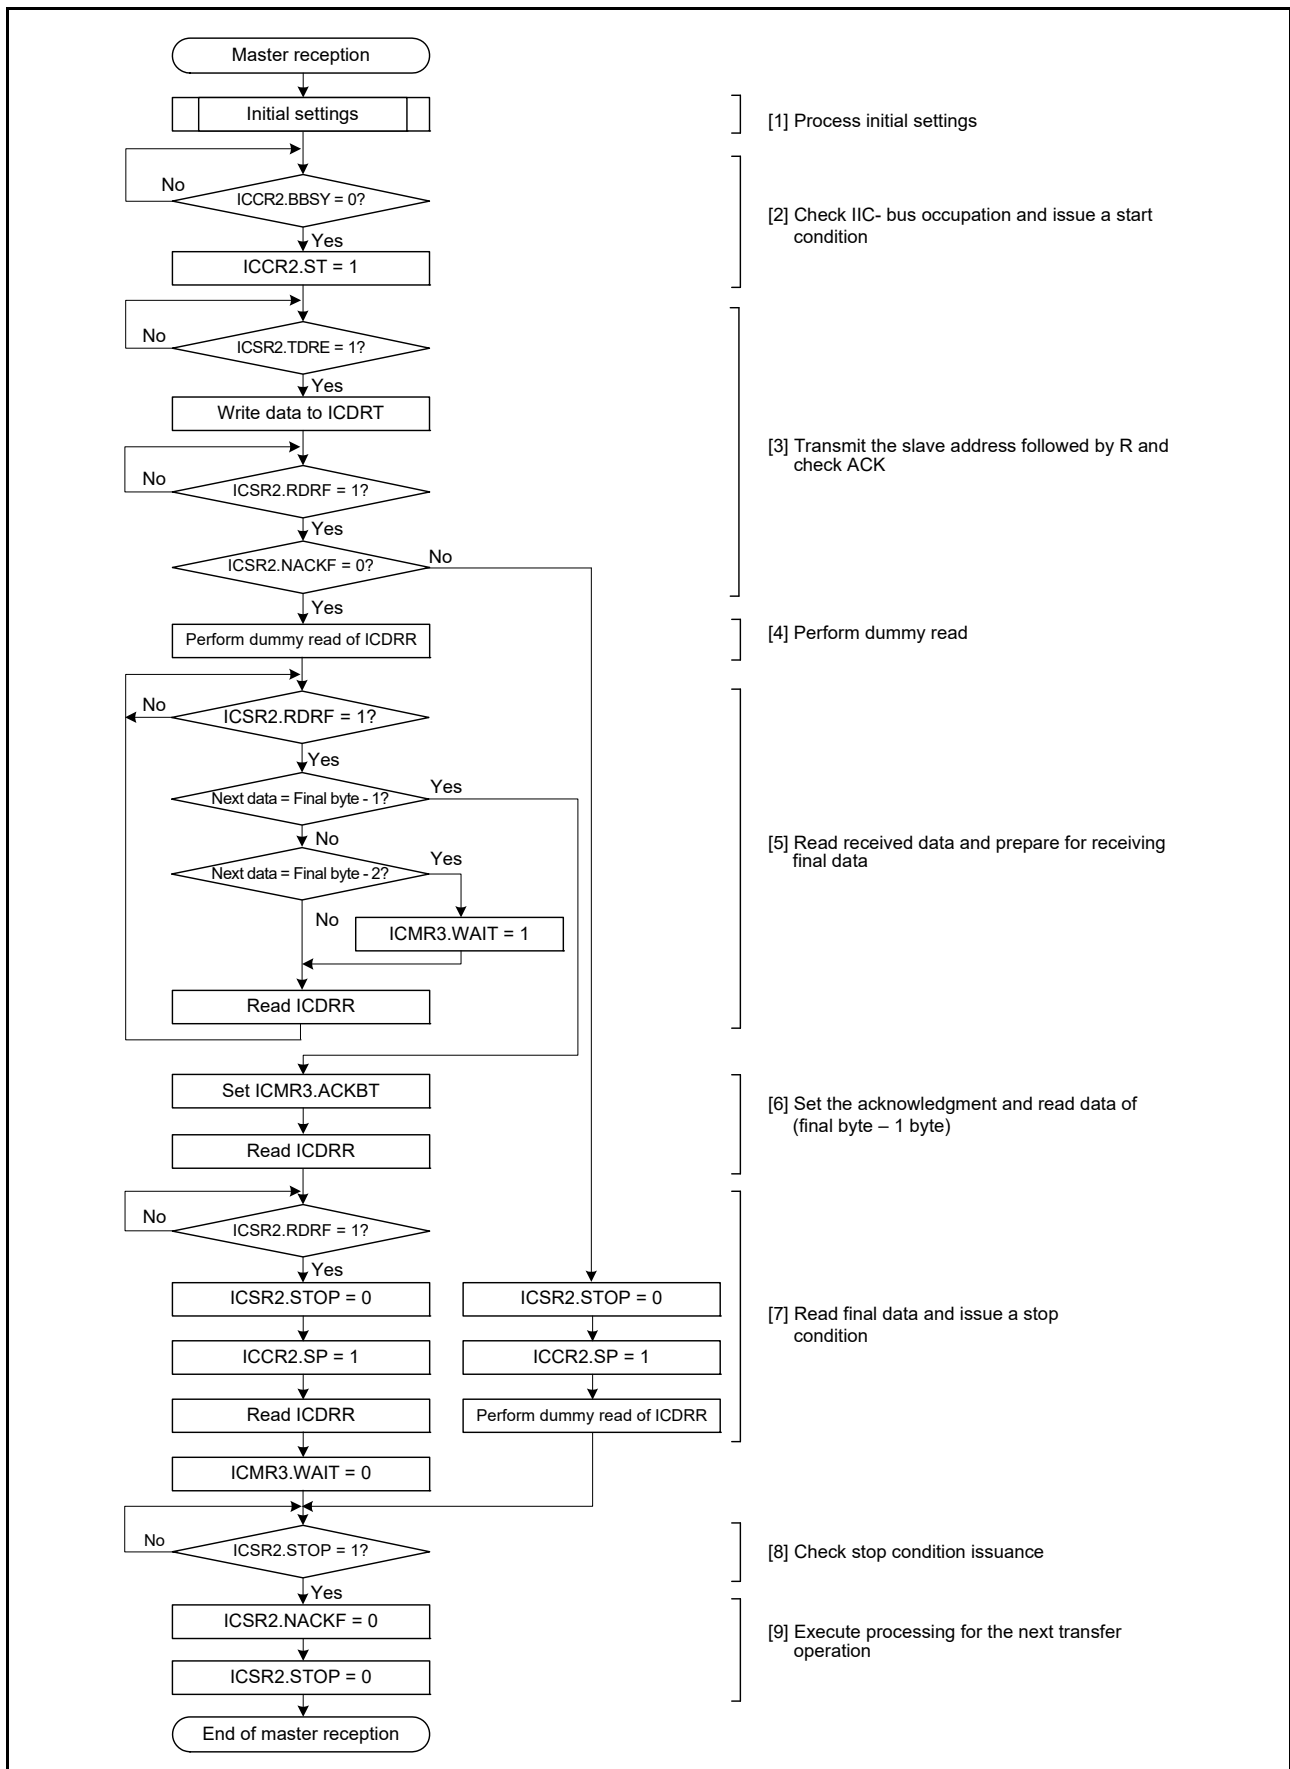 Master reception
Initial settings
[1] Process initial settings
No
ICCR2.BBSY = 0?
[2] Check IIC- bus occupation and issue a start
condition
Yes
ICCR2.ST = 1
No
ICSR2.TDRE = 1?
Yes
Write data to ICDRT
[3] Transmit the slave address followed by R and
check ACK
No
ICSR2.RDRF = 1?
Yes
ICSR2.NACKF = 0?
No
Yes
Perform dummy read of ICDRR
[4] Perform dummy read
No
ICSR2.RDRF = 1?
Yes
Next data = Final byte - 1?
Yes
No
[5] Read received data and prepare for receiving
final data
Next data = Final byte - 2?
Yes
No
ICMR3.WAIT = 1
Read ICDRR
Set ICMR3.ACKBT
[6] Set the acknowledgment and read data of
(final byte – 1 byte)
Read ICDRR
No
ICSR2.RDRF = 1?
Yes
ICSR2.STOP = 0
ICSR2.STOP = 0
[7] Read final data and issue a stop
condition
ICCR2.SP = 1
ICCR2.SP = 1
Read ICDRR
Perform dummy read of ICDRR
ICMR3.WAIT = 0
No
ICSR2.STOP = 1?
[8] Check stop condition issuance
Yes
ICSR2.NACKF = 0
[9] Execute processing for the next transfer
operation
ICSR2.STOP = 0
End of master reception